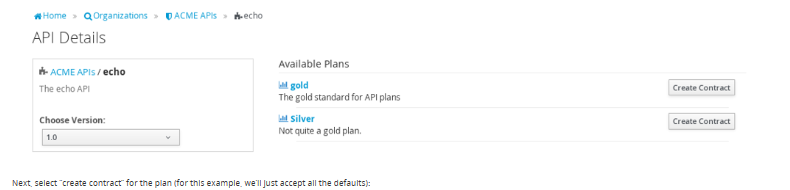 Home » Organizations » ACME APIs » echo
API Details
ACME APIs / echo
The echo API
Choose Version:
1.0
Available Plans
gold
The gold standard for API plans
Create Contract
Silver
Not quite a gold plan.
Create Contract
Next, select "create contract" for the plan (for this example, we'll just accept all the defaults):